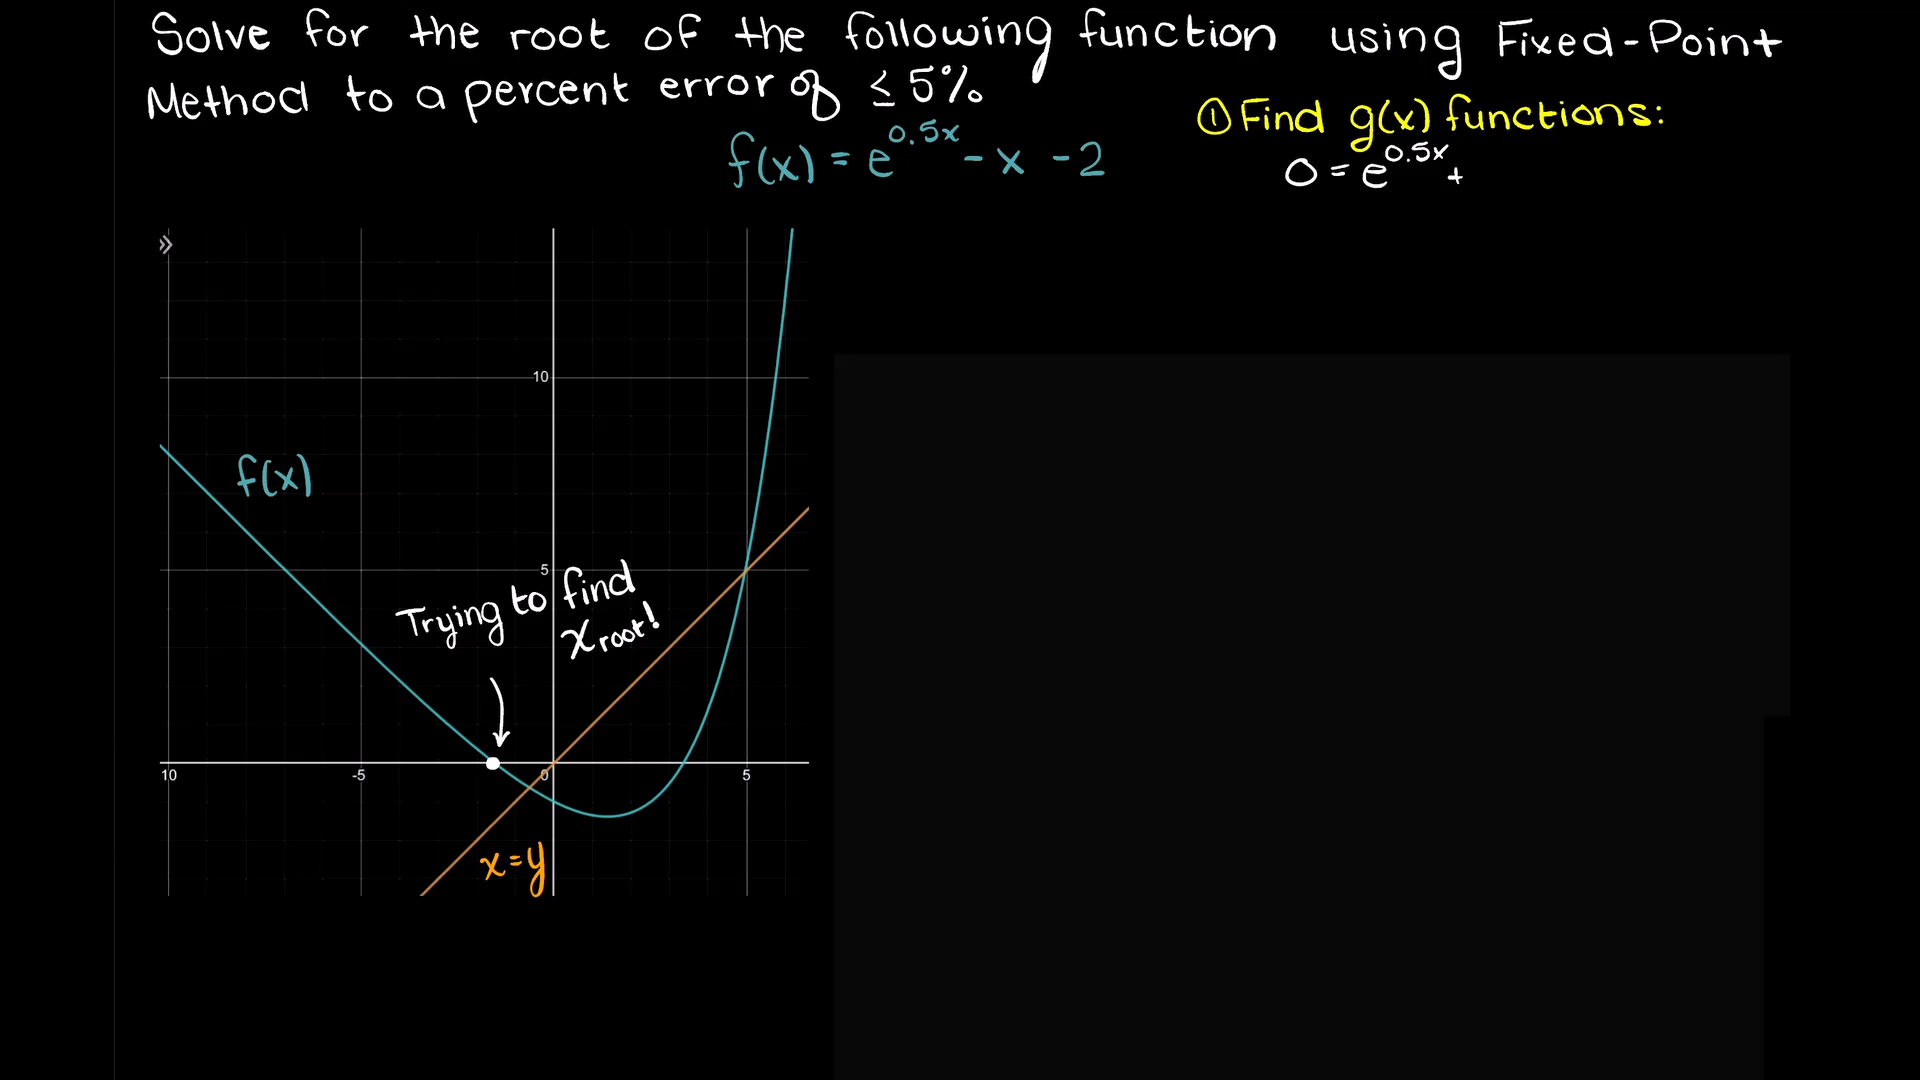 Solve for the root of the following function using Fixed-Point
Method to a percent error of ≤ 5%
① Find g(x) functions:
f(x) = e^0.5x - x - 2
0 = e^0.5x +
»
10
f(x)
5
Trying to find
x root!
10 -5 0 5
x=y